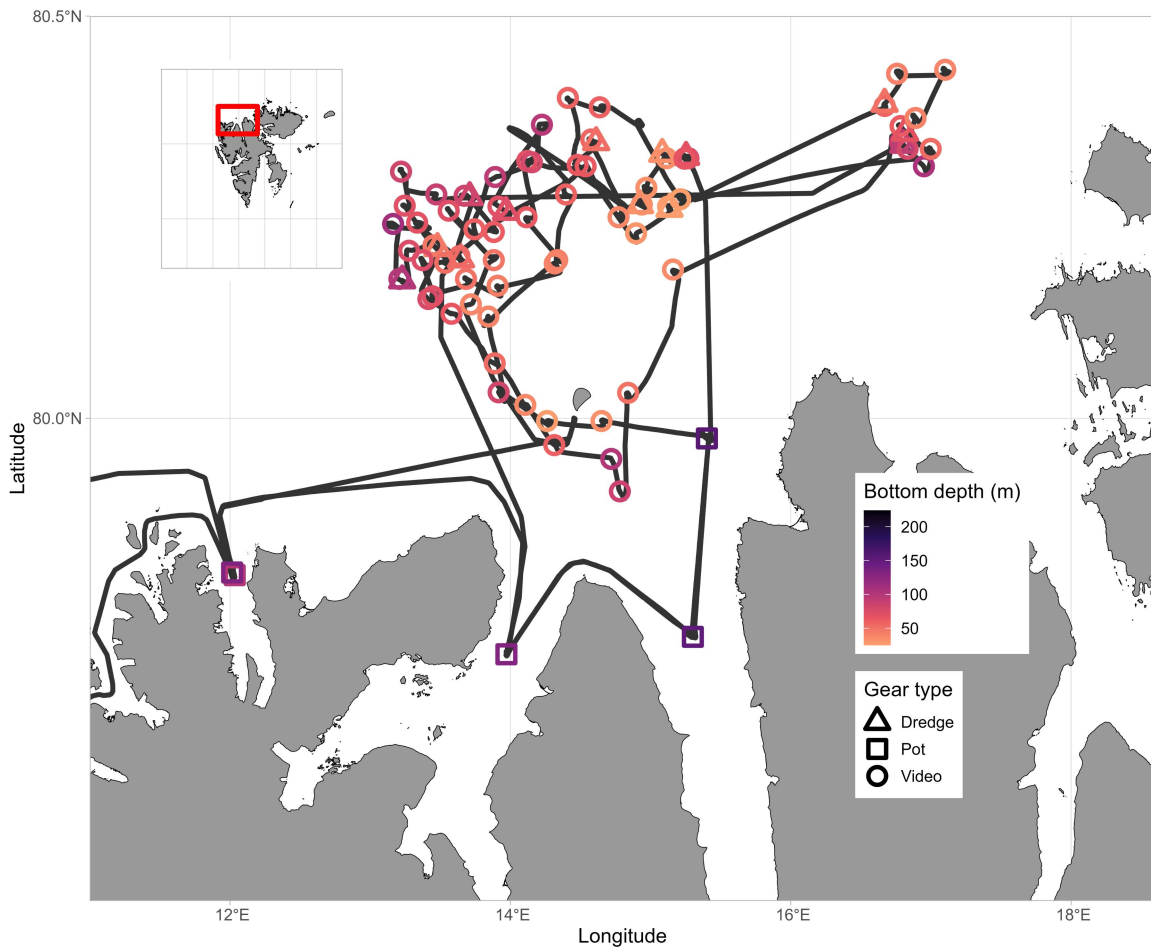 80.5°N
80.0°N
Latitude
Bottom depth (m)
200
150
100
50
Gear type
Dredge
Pot
Video
12°E
14°E
16°E
18°E
Longitude